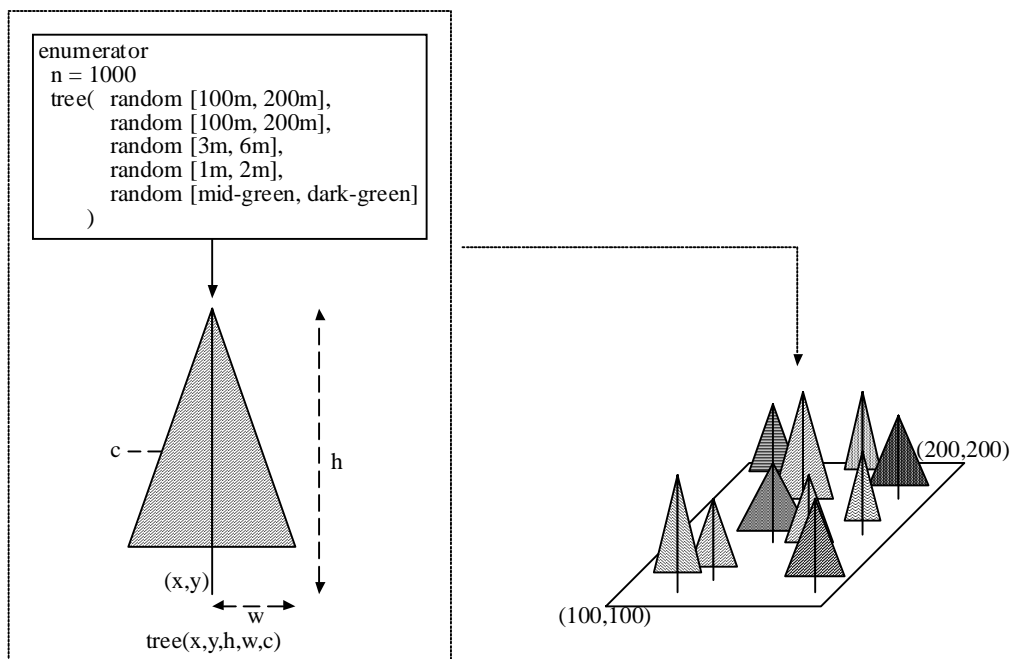 enumerator
n = 1000
tree( random [100m, 200m],
random [100m, 200m],
random [3m, 6m],
random [1m, 2m],
random [mid-green, dark-green]
)
c
h
(x,y)
w
tree(x,y,h,w,c)
(200,200)
(100,100)